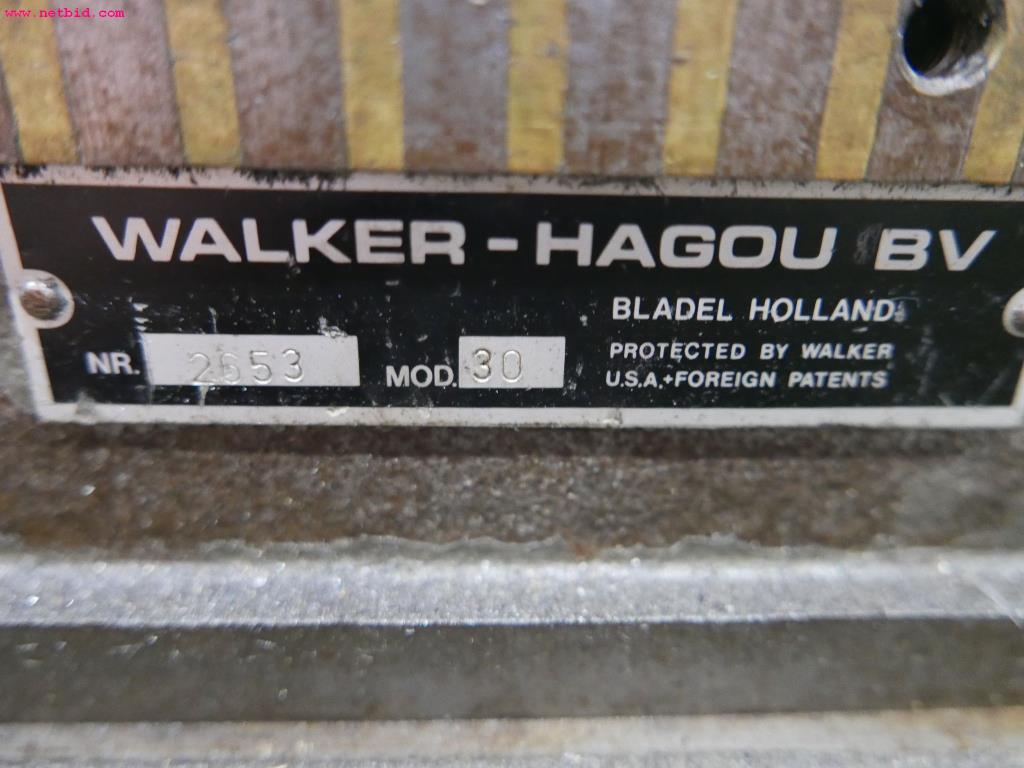 www.netbid.com
WALKER - HAGOU BV
BLADEL HOLLAND
NR. 2653 MOD. 30
PROTECTED BY WALKER
U.S.A.+FOREIGN PATENTS